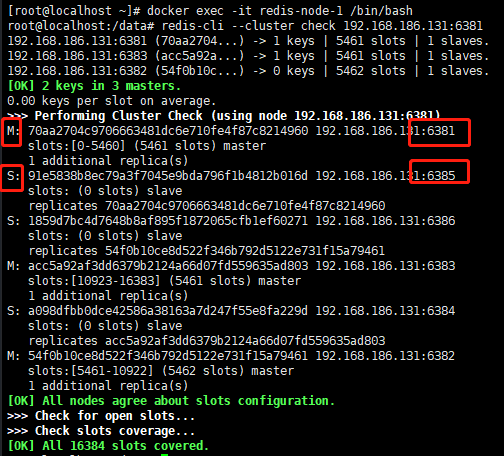 [root@localhost ~]# docker exec -it redis-node-1 /bin/bash
root@localhost:/data# redis-cli --cluster check 192.168.186.131:6381
192.168.186.131:6381 (70aa2704...) -> 1 keys | 5461 slots | 1 slaves.
192.168.186.131:6383 (acc5a92a...) -> 1 keys | 5461 slots | 1 slaves.
192.168.186.131:6382 (54f0b10c...) -> 0 keys | 5462 slots | 1 slaves.
[OK] 2 keys in 3 masters.
0.00 keys per slot on average.
>>> Performing Cluster Check (using node 192.168.186.131:6381)
M: 70aa2704c9706663481dc6e710fe4f87c8214960 192.168.186.131:6381
slots:[0-5460] (5461 slots) master
1 additional replica(s)
S: 91e5838b8ec79a3f7045e9bda796f1b4812b016d 192.168.186.131:6385
slots: (0 slots) slave
replicates 70aa2704c9706663481dc6e710fe4f87c8214960
S: 1859d7bc4d7648b8af895f1872065cfb1ef60271 192.168.186.131:6386
slots: (0 slots) slave
replicates 54f0b10ce8d522f346b792d5122e731f15a79461
M: acc5a92af3dd6379b2124a66d07fd559635ad803 192.168.186.131:6383
slots:[10923-16383] (5461 slots) master
1 additional replica(s)
S: a098dfbb0dce42586a38163a7d247f55e8fa229d 192.168.186.131:6384
slots: (0 slots) slave
replicates acc5a92af3dd6379b2124a66d07fd559635ad803
M: 54f0b10ce8d522f346b792d5122e731f15a79461 192.168.186.131:6382
slots:[5461-10922] (5462 slots) master
1 additional replica(s)
[OK] All nodes agree about slots configuration.
>>> Check for open slots...
>>> Check slots coverage...
[OK] All 16384 slots covered.